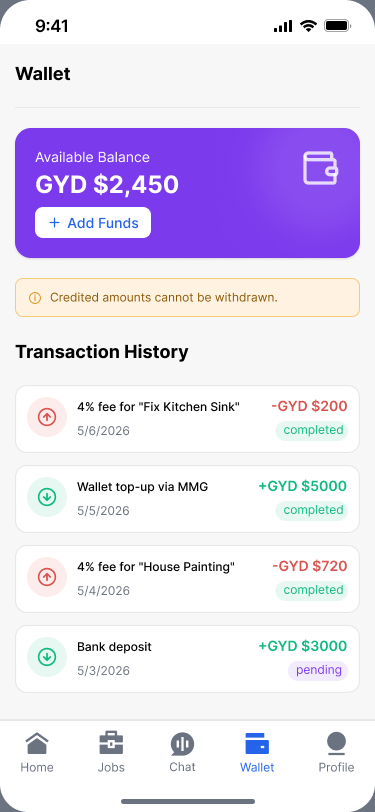 9:41
Wallet
Available Balance
GYD $2,450
+ Add Funds
Credited amounts cannot be withdrawn.
Transaction History
4% fee for "Fix Kitchen Sink"
-GYD $200
5/6/2026
completed
Wallet top-up via MMG
+GYD $5000
5/5/2026
completed
4% fee for "House Painting"
-GYD $720
5/4/2026
completed
Bank deposit
+GYD $3000
5/3/2026
pending
Home
Jobs
Chat
Wallet
Profile